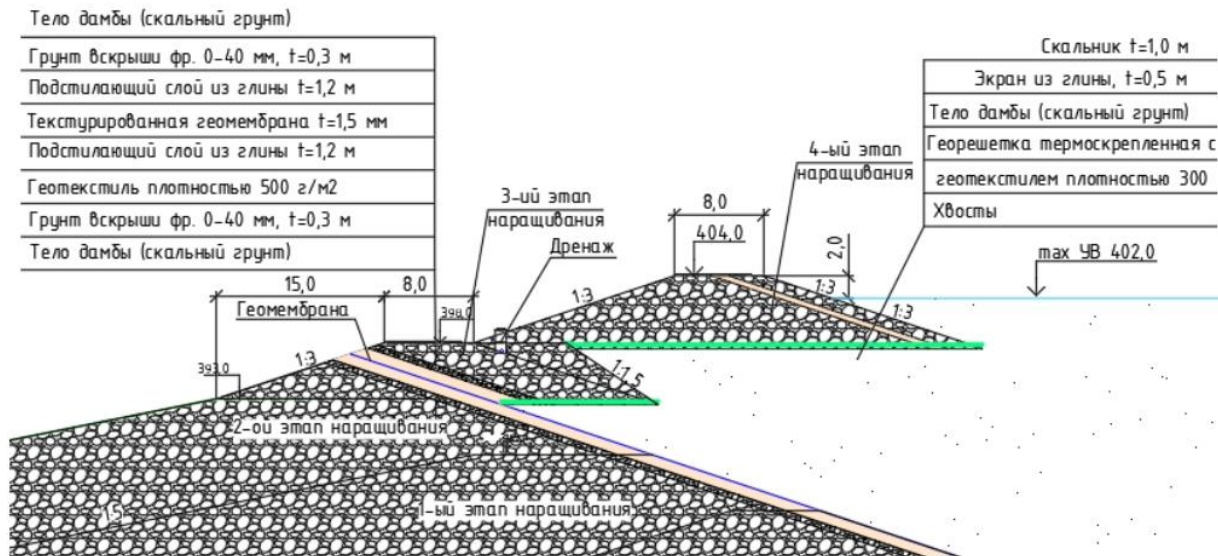 Тело дамбы (скальный грунт)
Грунт вскрыши фр. 0-40 мм, t=0,3 м
Подстилающий слой из глины t=1,2 м
Текстурированная геомембрана t=1,5 мм
Подстилающий слой из глины t=1,2 м
Геотекстиль плотностью 500 г/м2
Грунт вскрыши фр. 0-40 мм, t=0,3 м
Тело дамбы (скальный грунт)
Скальник t=1,0 м
Экран из глины, t=0,5 м
Тело дамбы (скальный грунт)
Георешетка термоскрепленная с
геотекстилем плотностью 300
Хвосты
4-ый этап
наращивания
3-ий этап
наращивания
Дренаж
8,0
404,0
2,0
max УВ 402,0
15,0
8,0
Геомембрана
398,0
1:3
1:3
1:3
1:3
393,0
1:1,5
2-ой этап наращивания
1-ый этап наращивания
1:5